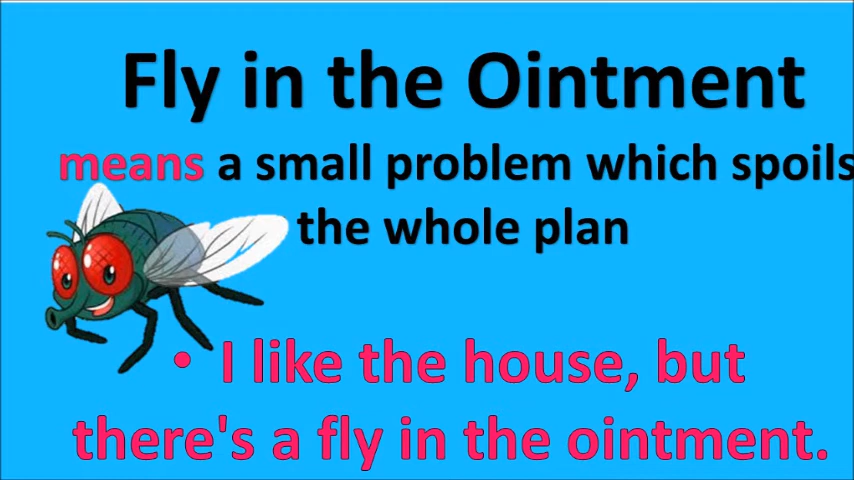 Fly in the Ointment
means a small problem which spoils
the whole plan
• I like the house, but
there's a fly in the ointment.